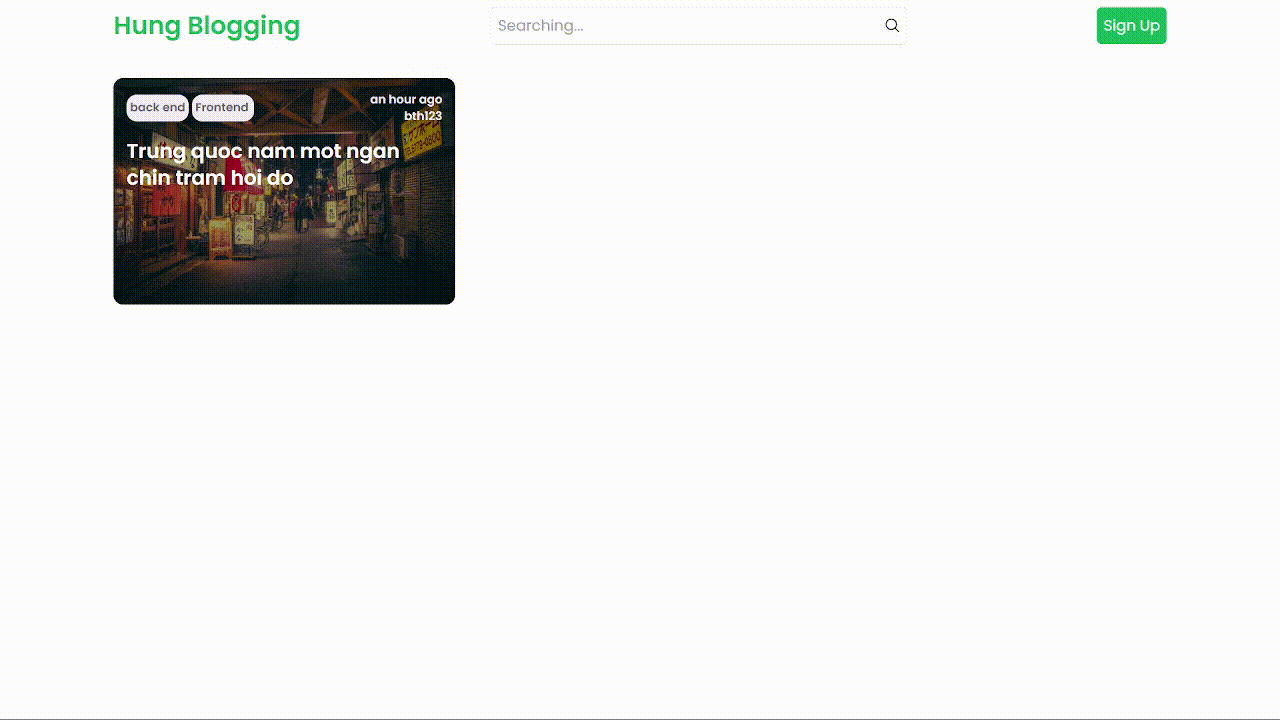 Hung Blogging
Searching...
Sign Up
back end
Frontend
an hour ago
bth123
Trung quoc nam mot ngan
chin tram hoi do